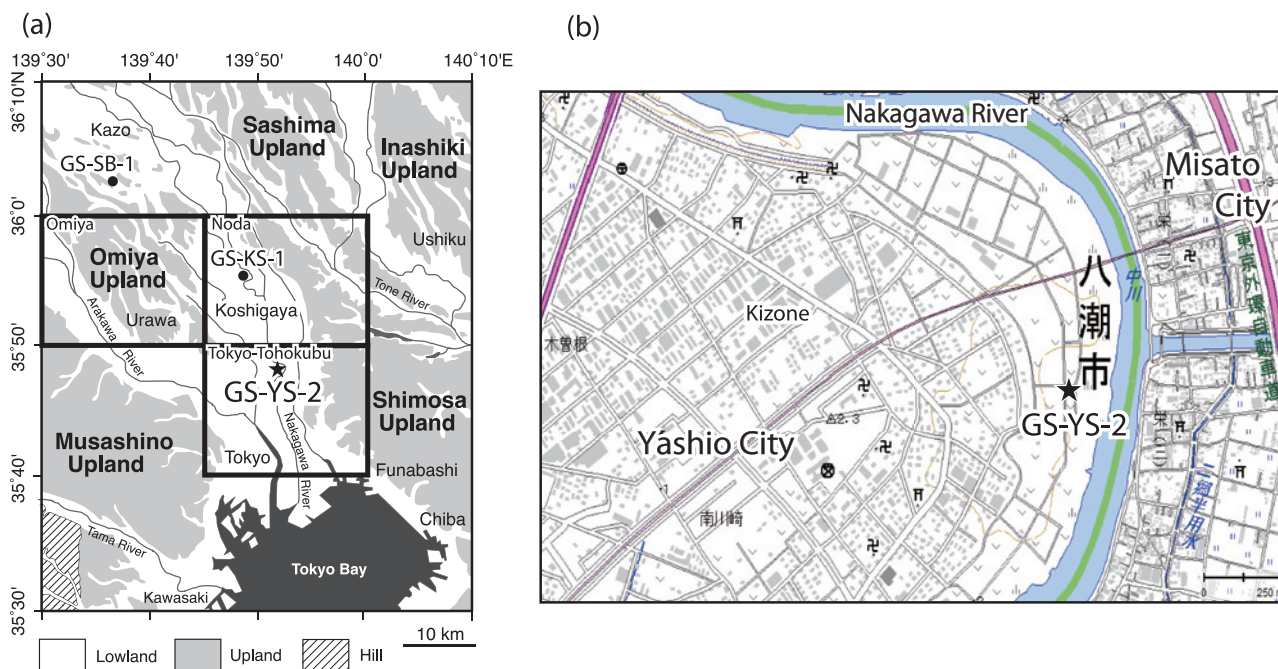 (a)
139˚30'
139˚40'
139˚50'
140˚0'
140˚10'E
36˚10'N
36˚0'
35˚50'
35˚40'
35˚30'
Kazo
GS-SB-1
Sashima
Upland
Inashiki
Upland
Ushiku
Omiya
Noda
Omiya
Upland
Urawa
GS-KS-1
Koshigaya
Tone River
Arakawa
River
Tokyo-Tohokubu
GS-YS-2
Shimosa
Upland
Musashino
Upland
Tokyo
Nakagawa
River
Funabashi
Chiba
Tama River
Kawasaki
Tokyo Bay
Lowland
Upland
Hill
10 km
(b)
Nakagawa River
Misato
City
Kizone
木曽根
八潮市
中川
東京外環自動車道
GS-YS-2
Yashio City
△2.3
南川崎
二郷半用水
0
250